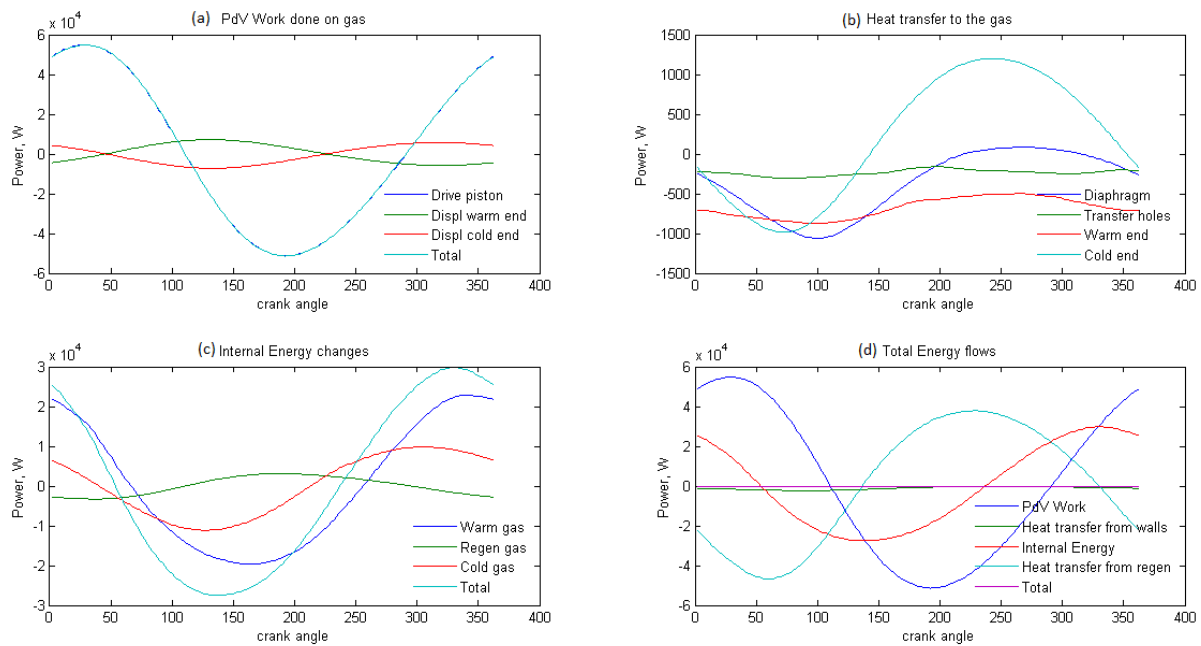 (a) PdV Work done on gas
x 10^4
6
4
2
0
-2
-4
-6
0 50 100 150 200 250 300 350 400
Power, W
crank angle
Drive piston
Displ warm end
Displ cold end
Total
(b) Heat transfer to the gas
1500
1000
500
0
-500
-1000
-1500
0 50 100 150 200 250 300 350 400
Power, W
crank angle
Diaphragm
Transfer holes
Warm end
Cold end
(c) Internal Energy changes
x 10^4
3
2
1
0
-1
-2
-3
0 50 100 150 200 250 300 350 400
Power, W
crank angle
Warm gas
Regen gas
Cold gas
Total
(d) Total Energy flows
x 10^4
6
4
2
0
-2
-4
-6
0 50 100 150 200 250 300 350 400
Power, W
crank angle
PdV Work
Heat transfer from walls
Internal Energy
Heat transfer from regen
Total